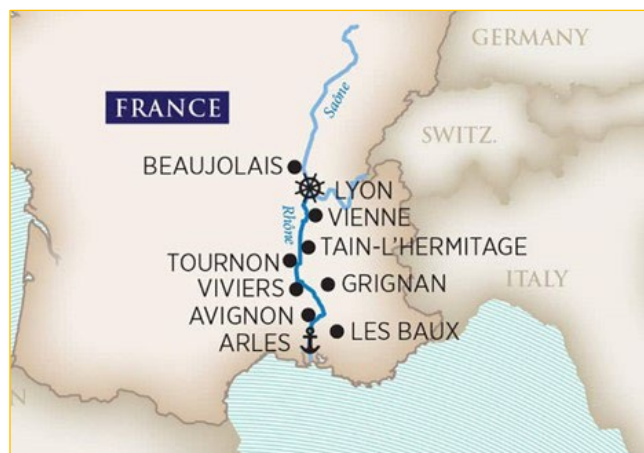 GERMANY
FRANCE
Saône
SWITZ.
BEAUJOLAIS
LYON
VIENNE
Rhône
TAIN-L'HERMITAGE
TOURNON
ITALY
GRIGNAN
VIVIERS
AVIGNON
LES BAUX
ARLES
N